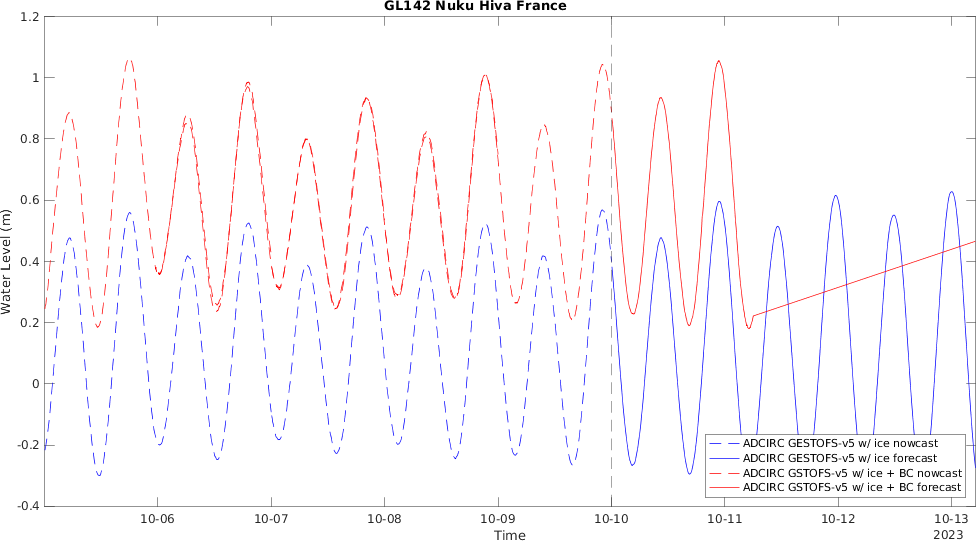 GL142 Nuku Hiva France
1.2
1
0.8
0.6
0.4
0.2
0
-0.2
-0.4
Water Level (m)
ADCIRC GESTOFS-v5 w/ ice nowcast
ADCIRC GESTOFS-v5 w/ ice forecast
ADCIRC GSTOFS-v5 w/ ice + BC nowcast
ADCIRC GSTOFS-v5 w/ ice + BC forecast
10-06 10-07 10-08 10-09 10-10 10-11 10-12 10-13
Time
2023